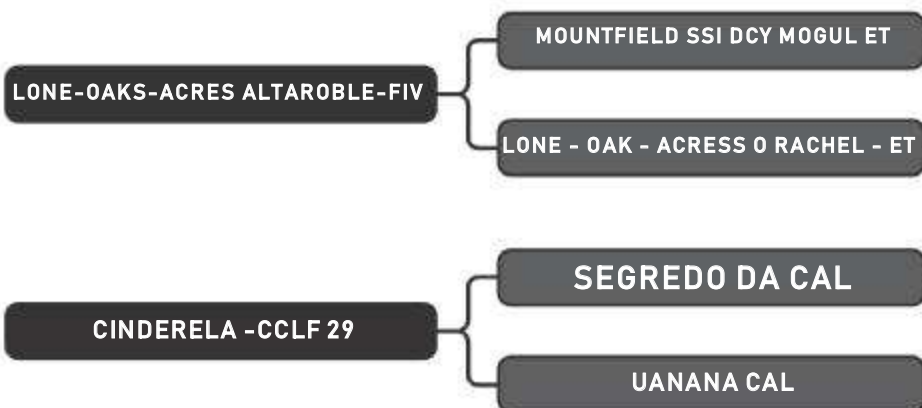 MOUNTFIELD SSI DCY MOGUL ET
LONE-OAKS-ACRES ALTAROBLE-FIV
LONE - OAK - ACRESS O RACHEL - ET
SEGREDO DA CAL
CINDERELA -CCLF 29
UANANA CAL